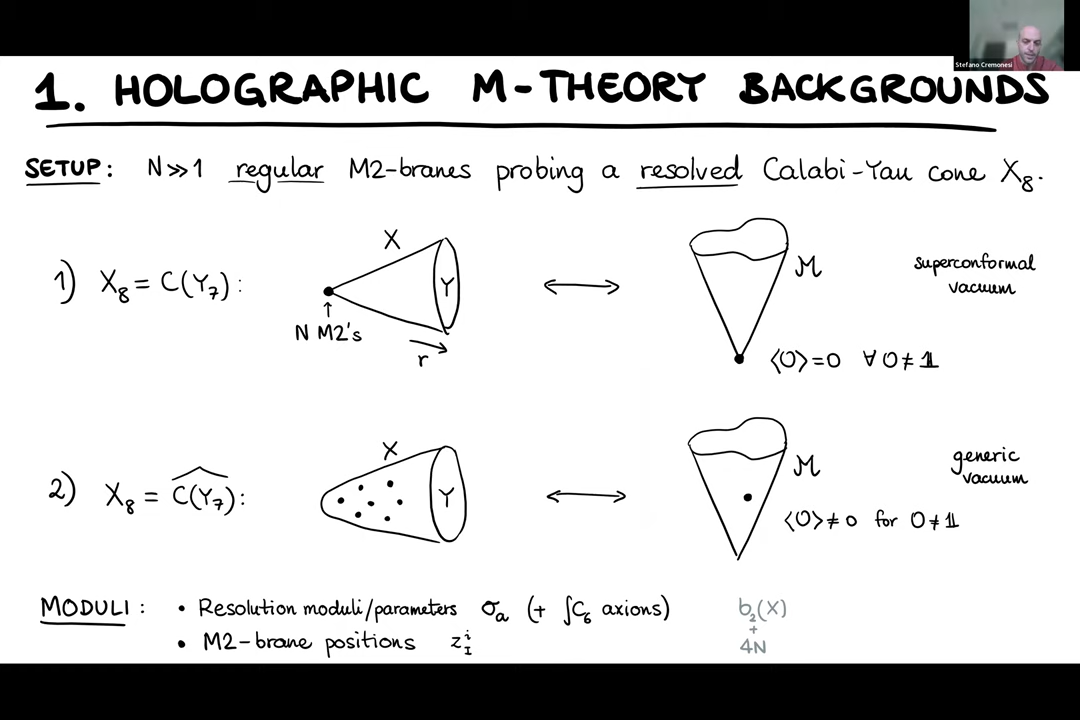 Stefano Cremonesi
1. HOLOGRAPHIC M-THEORY BACKGROUNDS
SETUP: N≫1 regular M2-branes probing a resolved Calabi-Yau cone X₈.
1) X₈ = C(Y₇):
X
Y
N M2's
r
M
superconformal
vacuum
⟨O⟩=0 ∀ O≠𝟙
2) X₈ = \widehat{C(Y₇)}:
X
Y
M
generic
vacuum
⟨O⟩≠0 for O≠𝟙
MODULI: • Resolution moduli/parameters σₐ (+ ∫C₆ axions) b₂(X)
+
• M2-brane positions z_I^i 4N